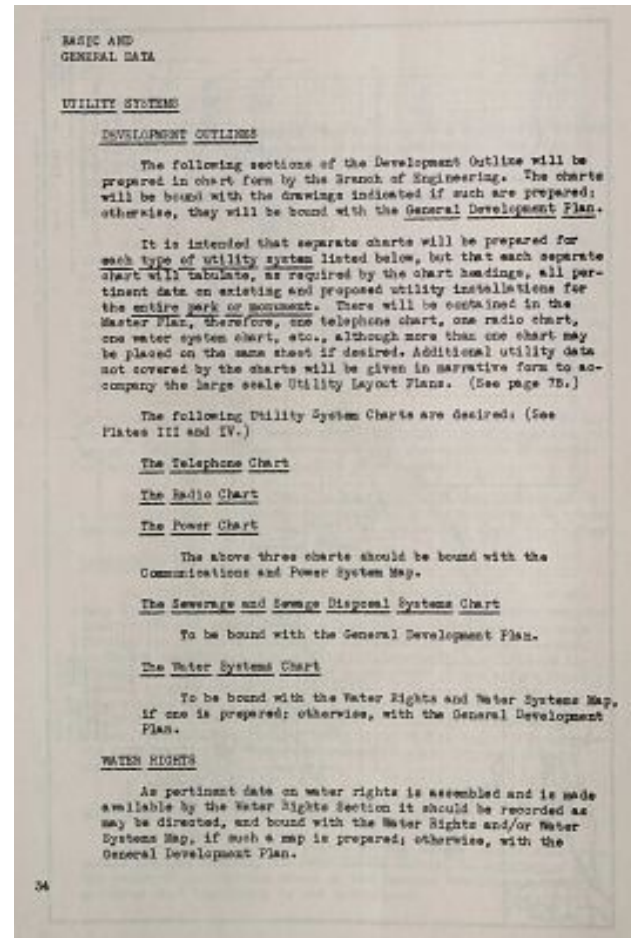 BASIC AND
GENERAL DATA
UTILITY SYSTEMS
DEVELOPMENT OUTLINES
The following sections of the Development Outline will be
prepared in chart form by the Branch of Engineering. The charts
will be bound with the drawings indicated if such are prepared;
otherwise, they will be bound with the General Development Plan.
It is intended that separate charts will be prepared for
each type of utility system listed below, but that each separate
chart will tabulate, as required by the chart headings, all per-
tinent data on existing and proposed utility installations for
the entire park or monument. There will be contained in the
Master Plan, therefore, one telephone chart, one radio chart,
one water system chart, etc., although more than one chart may
be placed on the same sheet if desired. Additional utility data
not covered by the charts will be given in narrative form to ac-
company the large scale Utility Layout Plans. (See page 75.)
The following Utility System Charts are desired: (See
Plates III and IV.)
The Telephone Chart
The Radio Chart
The Power Chart
The above three charts should be bound with the
Communications and Power System Map.
The Sewerage and Sewage Disposal Systems Chart
To be bound with the General Development Plan.
The Water Systems Chart
To be bound with the Water Rights and Water Systems Map,
if one is prepared; otherwise, with the General Development
Plan.
WATER RIGHTS
As pertinent data on water rights is assembled and is made
available by the Water Rights Section it should be recorded as
may be directed, and bound with the Water Rights and/or Water
Systems Map, if such a map is prepared; otherwise, with the
General Development Plan.
34